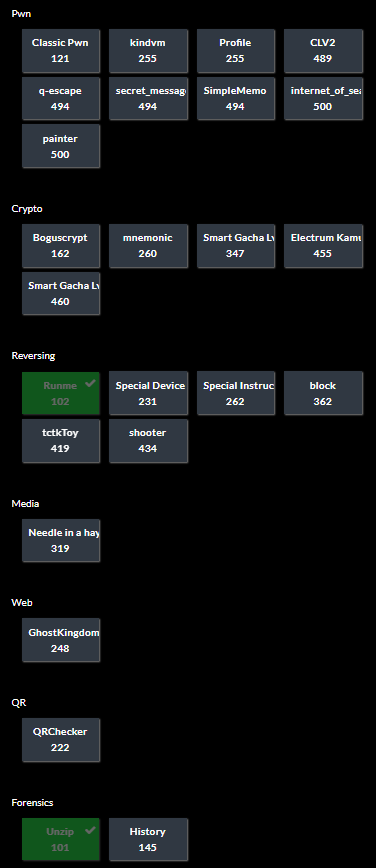 Pwn
Classic Pwn kindvm Profile CLV2
121 255 255 489
q-escape secret_messag SimpleMemo internet_of_sea
494 494 494 500
painter
500
Crypto
Boguscrypt mnemonic Smart Gacha Lv Electrum Kamu
162 260 347 455
Smart Gacha Lv
460
Reversing
Runme Special Device Special Instruc block
102 231 262 362
tctkToy shooter
419 434
Media
Needle in a hay
319
Web
GhostKingdom
248
QR
QRChecker
222
Forensics
Unzip History
101 145